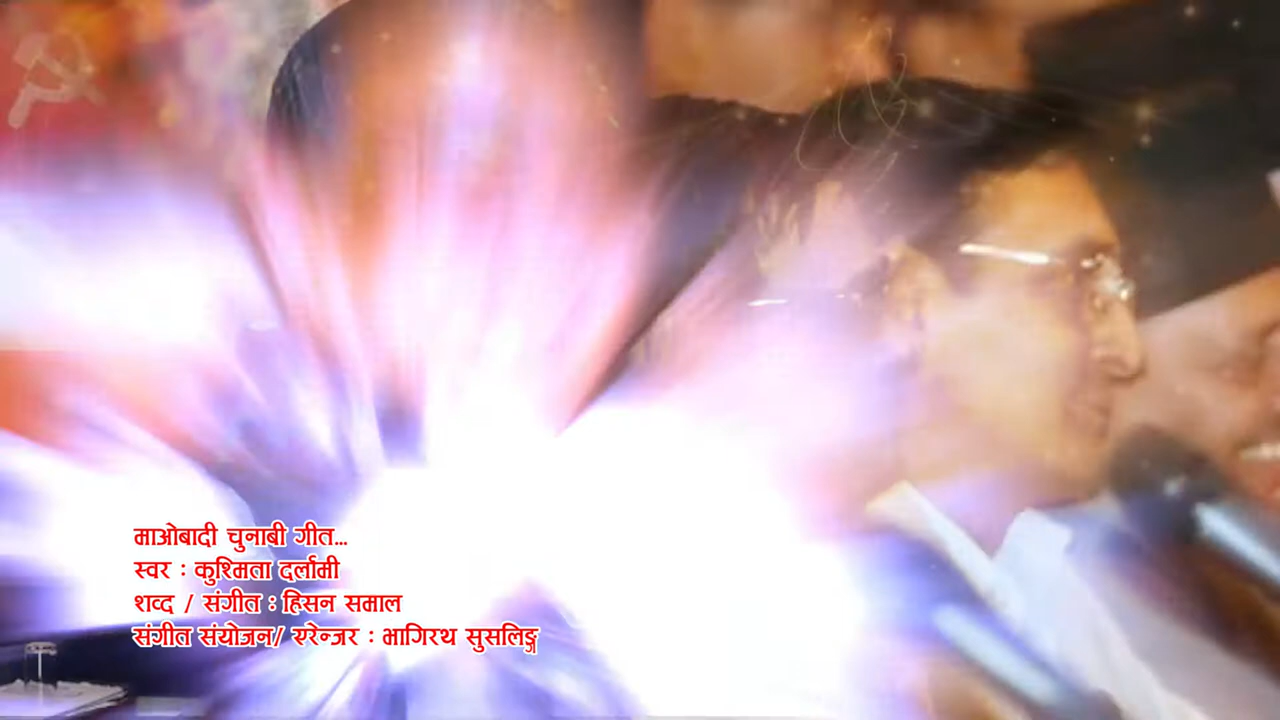 माओबादी चुनाबी गीत...
स्वर : कुश्मिता दर्लामी
शव्द / संगीत : हिसन समाल
संगीत संयोजन/ एरेन्जर : भागिरथ सुसलिङ्ग